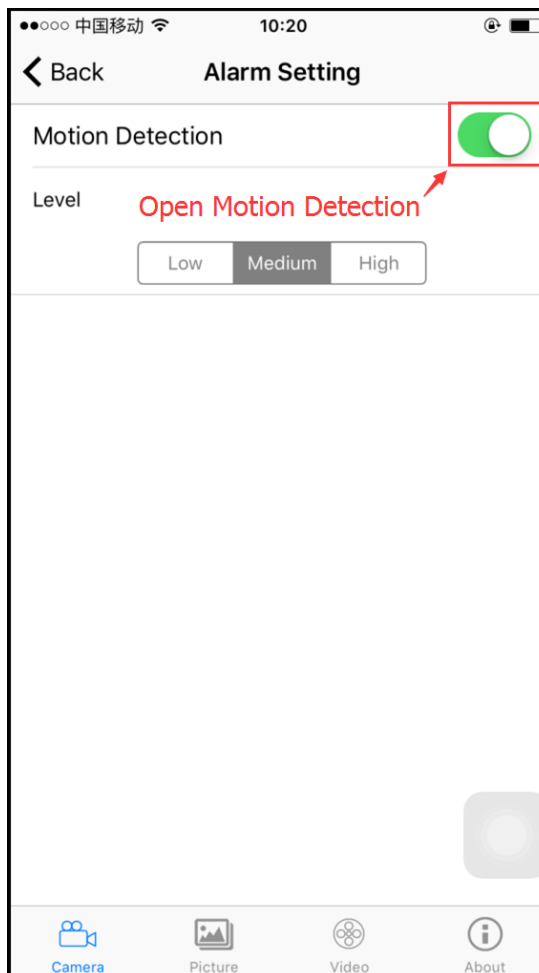 中国移动 10:20
Back Alarm Setting
Motion Detection
Level
Open Motion Detection
Low Medium High
Camera Picture Video About